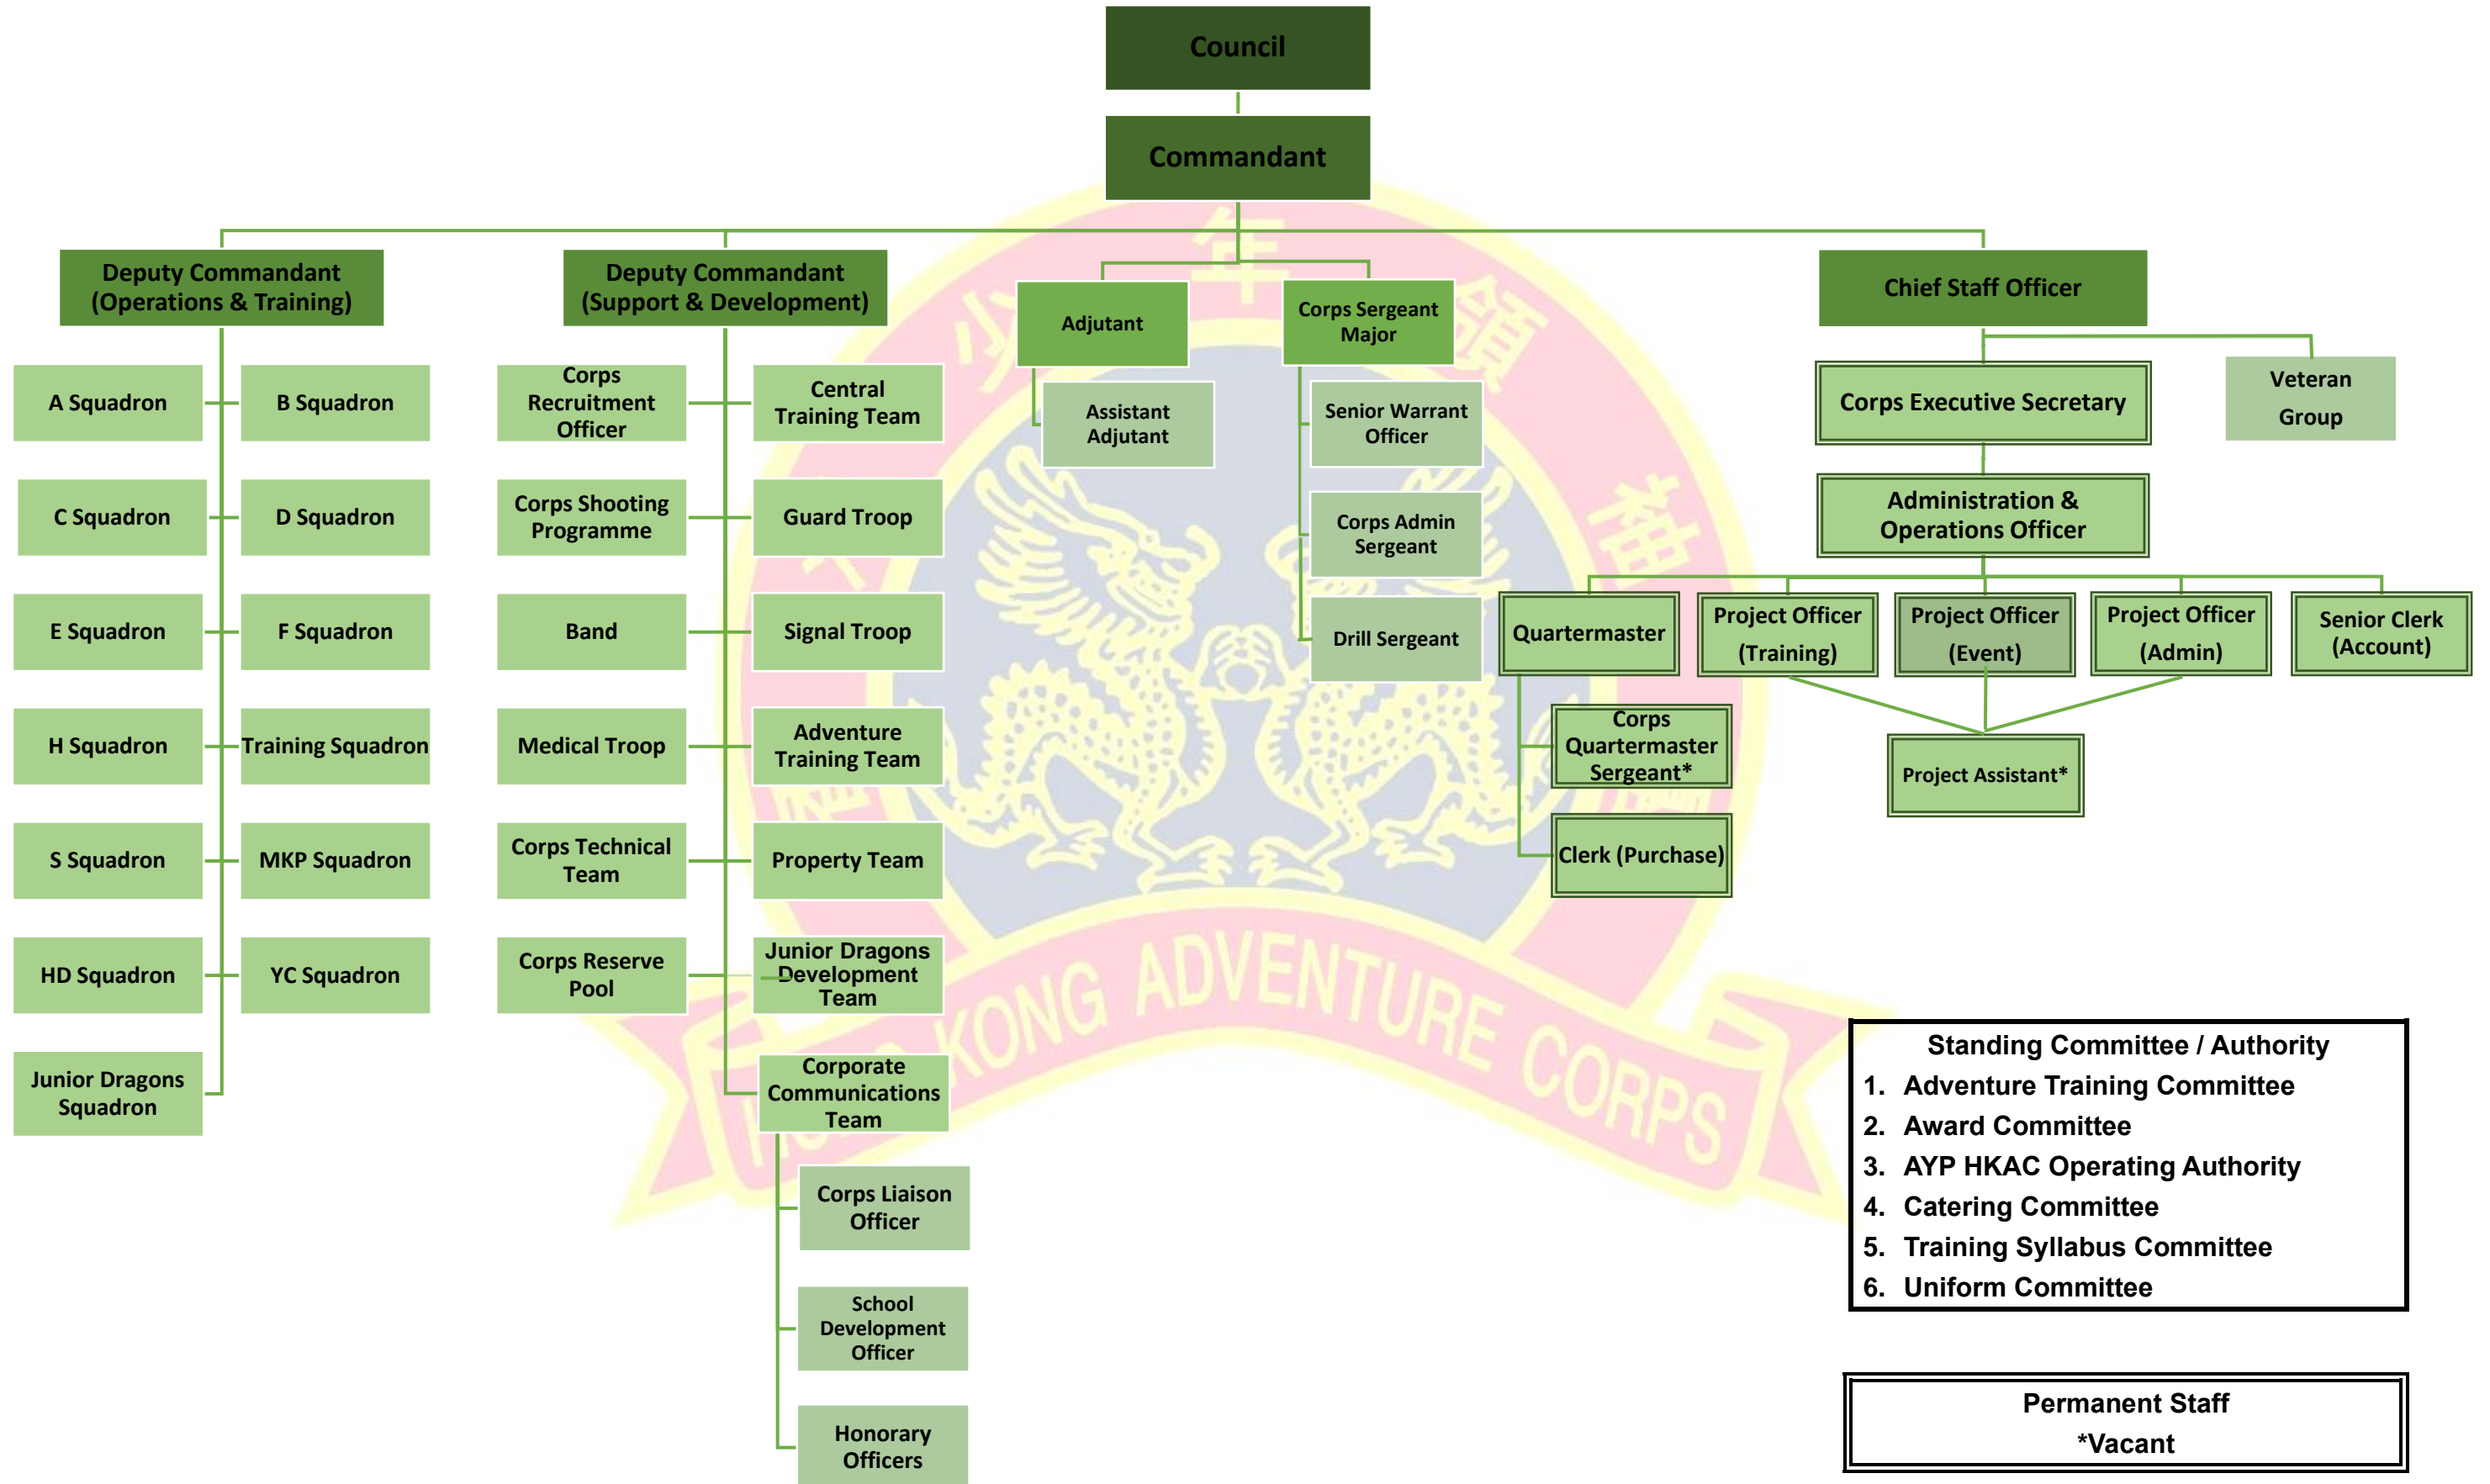 Council
Commandant
Deputy Commandant
(Operations & Training)
Deputy Commandant
(Support & Development)
Adjutant
Corps Sergeant
Major
Chief Staff Officer
A Squadron
B Squadron
C Squadron
D Squadron
E Squadron
F Squadron
H Squadron
Training Squadron
S Squadron
MKP Squadron
HD Squadron
YC Squadron
Junior Dragons
Squadron
Corps
Recruitment
Officer
Central
Training Team
Corps Shooting
Programme
Guard Troop
Band
Signal Troop
Medical Troop
Adventure
Training Team
Corps Technical
Team
Property Team
Corps Reserve
Pool
Junior Dragons
Development
Team
Corporate
Communications
Team
Corps Liaison
Officer
School
Development
Officer
Honorary
Officers
Assistant
Adjutant
Senior Warrant
Officer
Corps Admin
Sergeant
Drill Sergeant
Corps Executive Secretary
Veteran
Group
Administration &
Operations Officer
Quartermaster
Project Officer
(Training)
Project Officer
(Event)
Project Officer
(Admin)
Senior Clerk
(Account)
Corps
Quartermaster
Sergeant*
Clerk (Purchase)
Project Assistant*
Standing Committee / Authority
1. Adventure Training Committee
2. Award Committee
3. AYP HKAC Operating Authority
4. Catering Committee
5. Training Syllabus Committee
6. Uniform Committee
Permanent Staff
*Vacant
少年領袖
KONG ADVENTURE CORPS